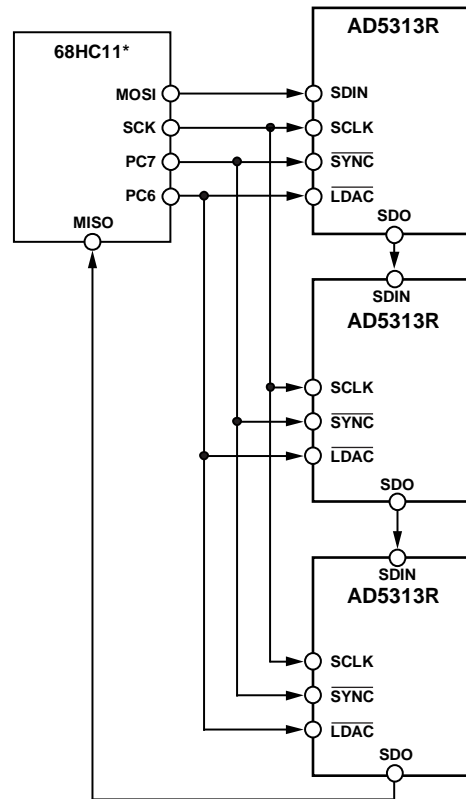 68HC11*
MOSI
SCK
PC7
PC6
MISO
AD5313R
SDIN
SCLK
SYNC
LDAC
SDO
SDIN
AD5313R
SCLK
SYNC
LDAC
SDO
SDIN
AD5313R
SCLK
SYNC
LDAC
SDO